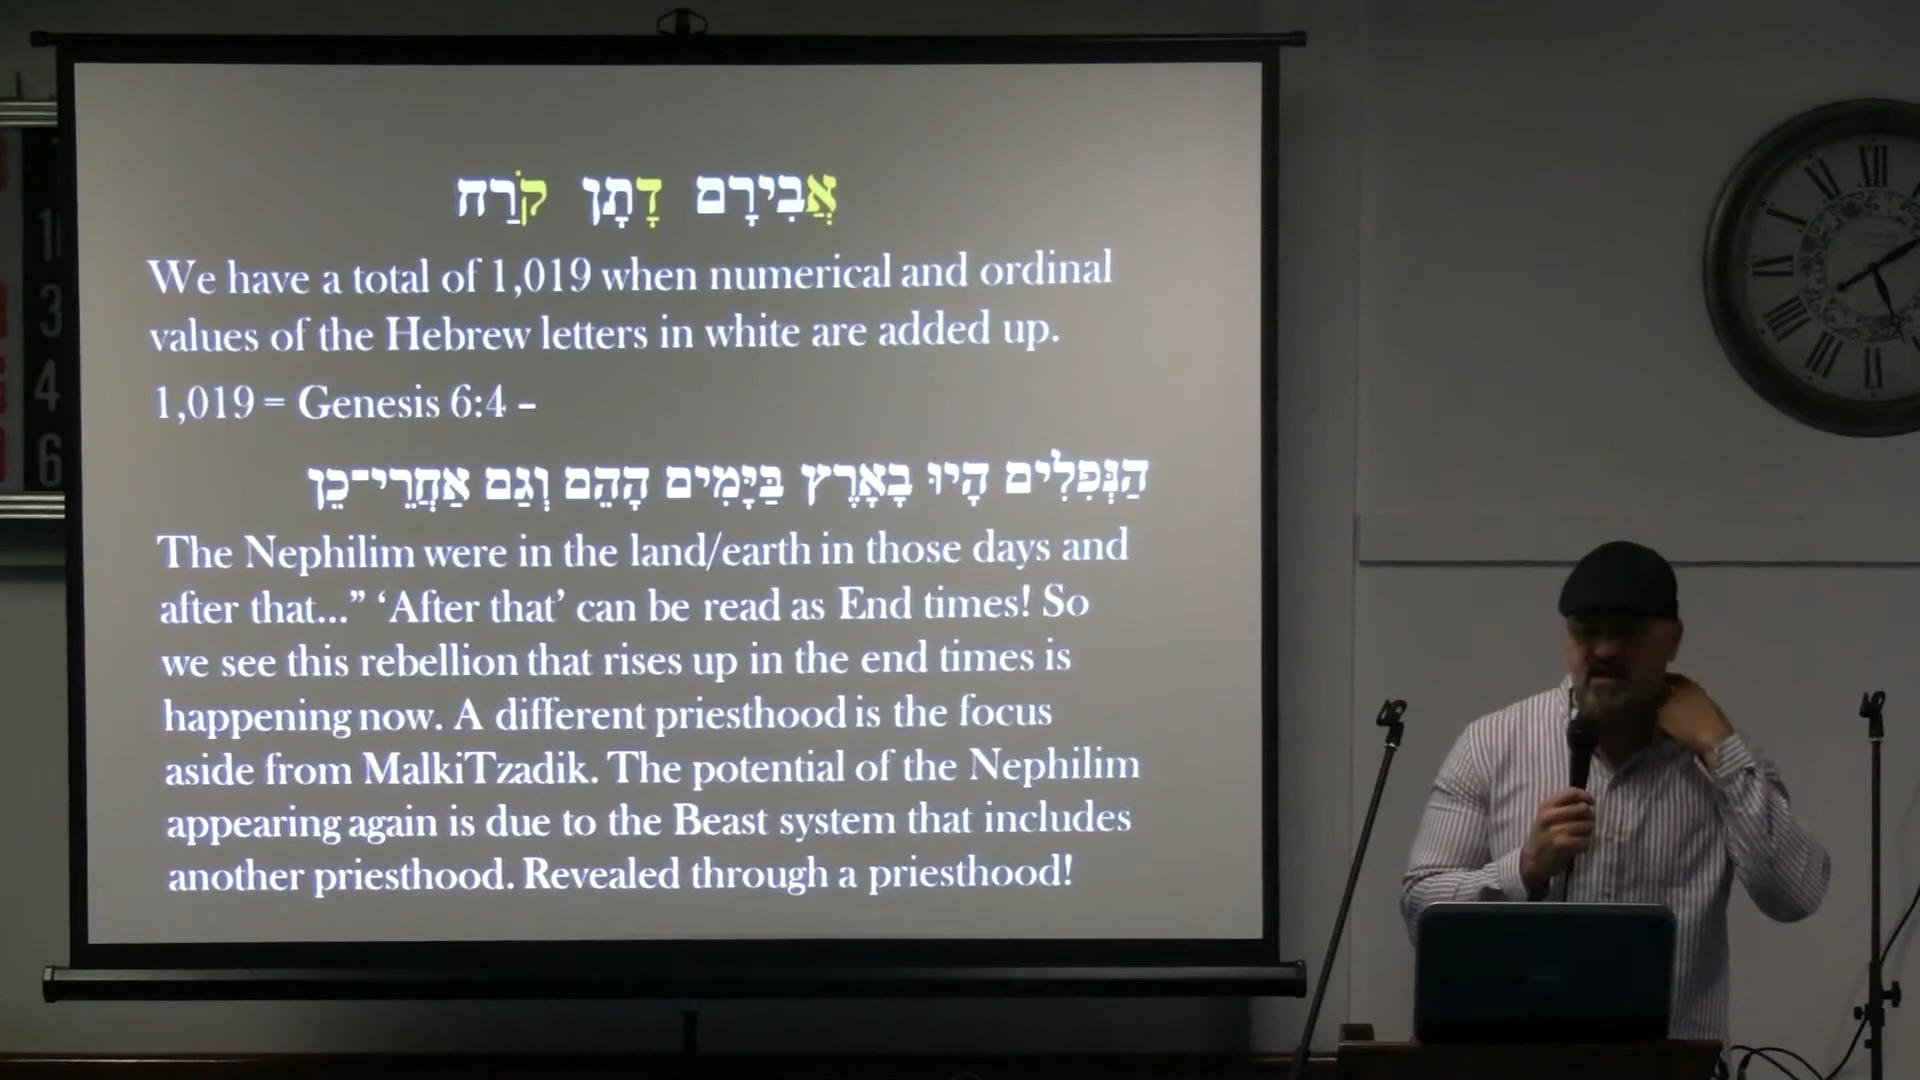 אֲבִירָם דָתָן קֹרַח
We have a total of 1,019 when numerical and ordinal
values of the Hebrew letters in white are added up.
1,019 = Genesis 6:4 –
הַנְּפִלִים הָיוּ בָאָרֶץ בַּיָּמִים הָהֵם וְגַם אַחֲרֵי־כֵן
The Nephilim were in the land/earth in those days and
after that...” ‘After that’ can be read as End times! So
we see this rebellion that rises up in the end times is
happening now. A different priesthood is the focus
aside from MalkiTzadik. The potential of the Nephilim
appearing again is due to the Beast system that includes
another priesthood. Revealed through a priesthood!
3
4
6